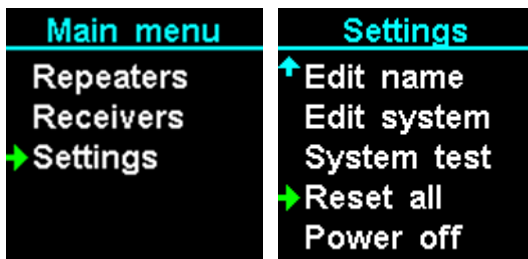 Main menu
Repeaters
Receivers
Settings
Settings
Edit name
Edit system
System test
Reset all
Power off